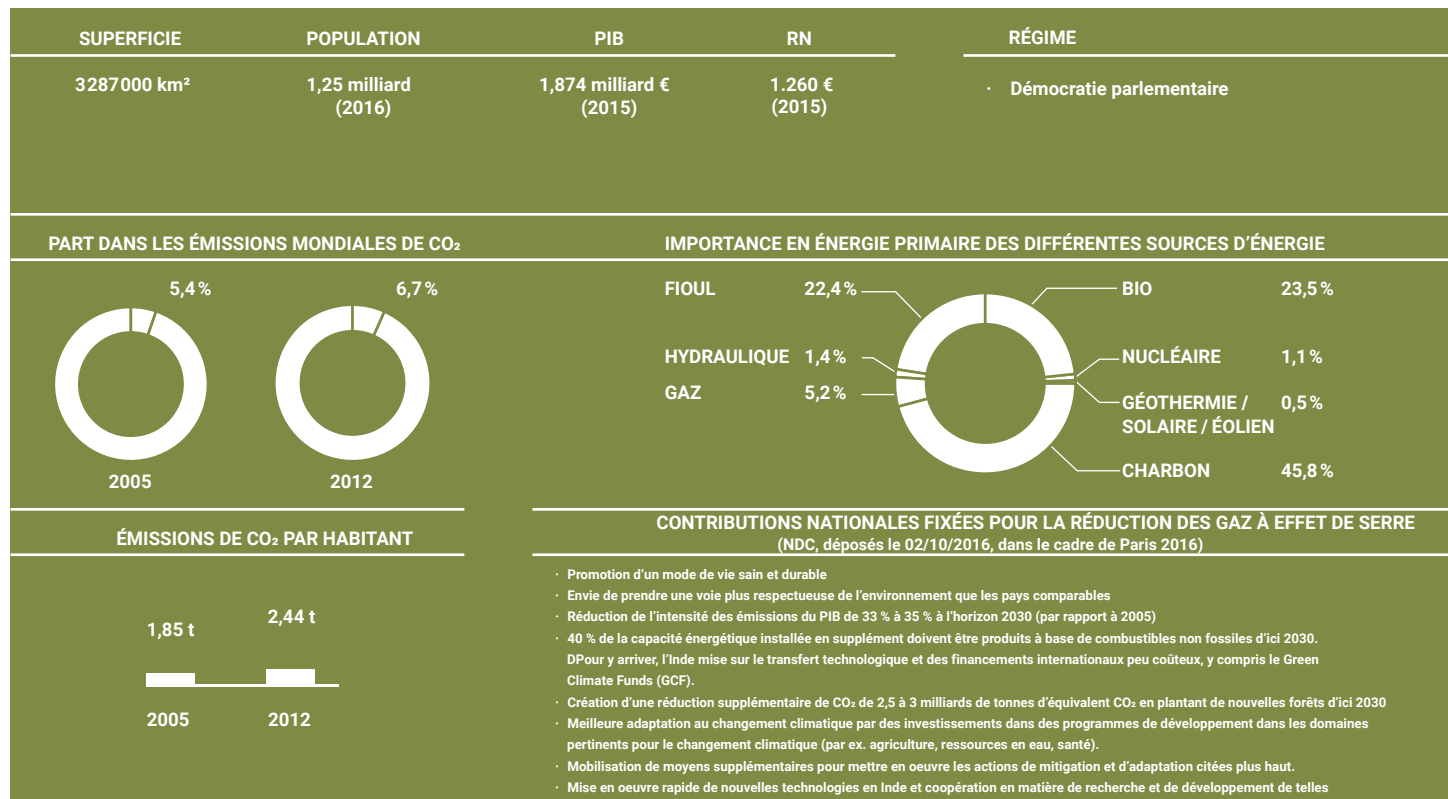 SUPERFICIE POPULATION PIB RN RÉGIME
3287000 km² 1,25 milliard 1,874 milliard € 1.260 € · Démocratie parlementaire
(2016) (2015) (2015)
PART DANS LES ÉMISSIONS MONDIALES DE CO₂
5,4 % 6,7 %
2005 2012
IMPORTANCE EN ÉNERGIE PRIMAIRE DES DIFFÉRENTES SOURCES D'ÉNERGIE
FIOUL 22,4 % BIO 23,5 %
HYDRAULIQUE 1,4 % NUCLÉAIRE 1,1 %
GAZ 5,2 % GÉOTHERMIE / 0,5 %
SOLAIRE / ÉOLIEN
CHARBON 45,8 %
ÉMISSIONS DE CO₂ PAR HABITANT
1,85 t 2,44 t
2005 2012
CONTRIBUTIONS NATIONALES FIXÉES POUR LA RÉDUCTION DES GAZ À EFFET DE SERRE
(NDC, déposés le 02/10/2016, dans le cadre de Paris 2016)
· Promotion d'un mode de vie sain et durable
· Envie de prendre une voie plus respectueuse de l'environnement que les pays comparables
· Réduction de l'intensité des émissions du PIB de 33 % à 35 % à l'horizon 2030 (par rapport à 2005)
· 40 % de la capacité énergétique installée en supplément doivent être produits à base de combustibles non fossiles d'ici 2030.
DPour y arriver, l'Inde mise sur le transfert technologique et des financements internationaux peu coûteux, y compris le Green
Climate Funds (GCF).
· Création d'une réduction supplémentaire de CO₂ de 2,5 à 3 milliards de tonnes d'équivalent CO₂ en plantant de nouvelles forêts d'ici 2030
· Meilleure adaptation au changement climatique par des investissements dans des programmes de développement dans les domaines
pertinents pour le changement climatique (par ex. agriculture, ressources en eau, santé).
· Mobilisation de moyens supplémentaires pour mettre en oeuvre les actions de mitigation et d'adaptation citées plus haut.
· Mise en oeuvre rapide de nouvelles technologies en Inde et coopération en matière de recherche et de développement de telles